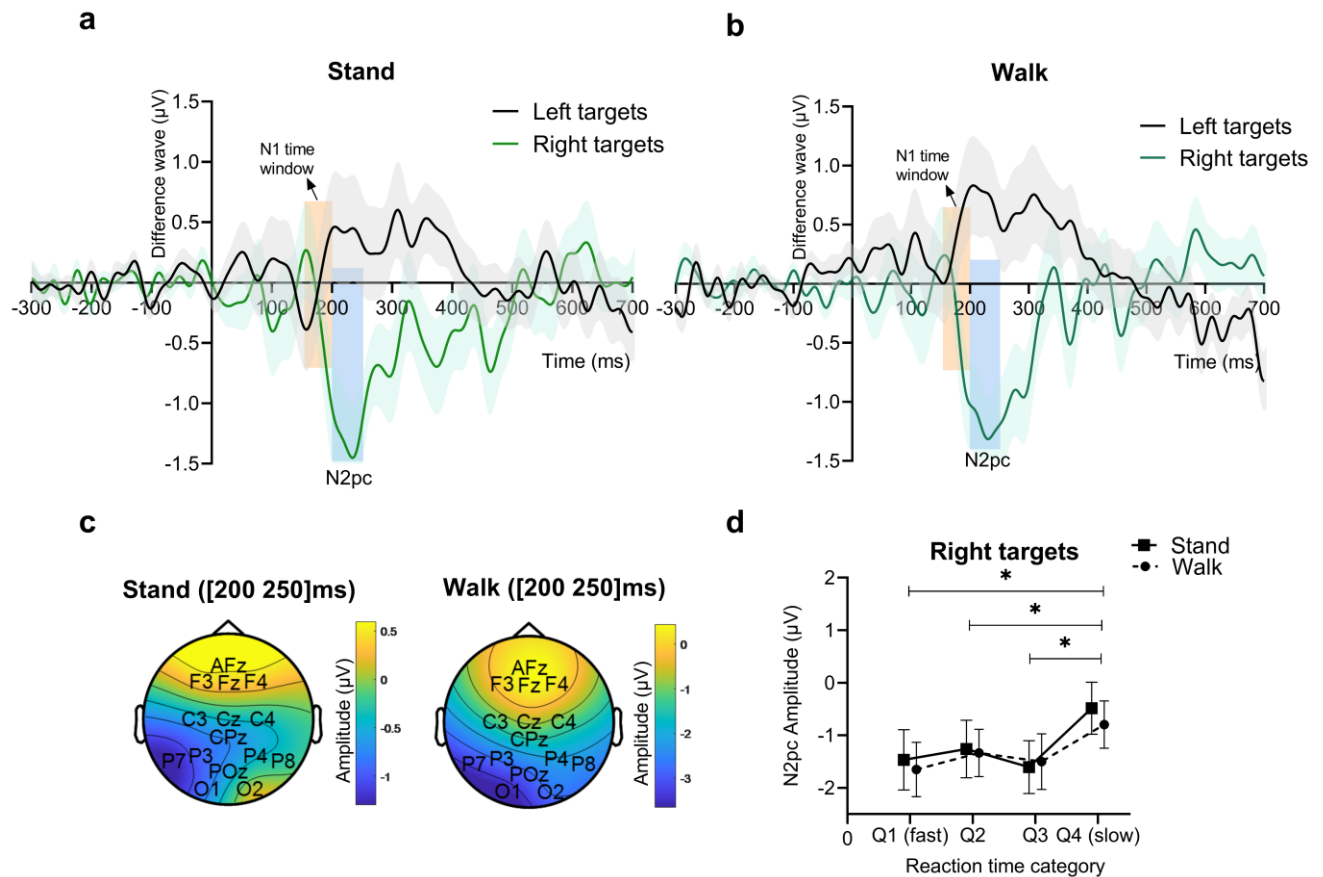 a
Stand
Difference wave (µV)
1.5
1.0
0.5
-0.5
-1.0
-1.5
-300
-200
-100
100
200
300
400
500
600
700
Time (ms)
N1 time
window
N2pc
Left targets
Right targets
b
Walk
Difference wave (µV)
1.5
1.0
0.5
-0.5
-1.0
-1.5
-300
-200
-100
100
200
300
400
500
600
700
Time (ms)
N1 time
window
N2pc
Left targets
Right targets
c
Stand ([200 250]ms)
AFz
F3 Fz F4
C3 Cz C4
CPz
P7 P3 P4 P8
POz
O1 O2
Amplitude (µV)
0.5
0
-0.5
-1
Walk ([200 250]ms)
AFz
F3 Fz F4
C3 Cz C4
CPz
P7 P3 P4 P8
POz
O1 O2
Amplitude (µV)
0
-1
-2
-3
d
Right targets
Stand
Walk
*
*
*
N2pc Amplitude (µV)
2
1
0
-1
-2
0 Q1 (fast) Q2 Q3 Q4 (slow)
Reaction time category